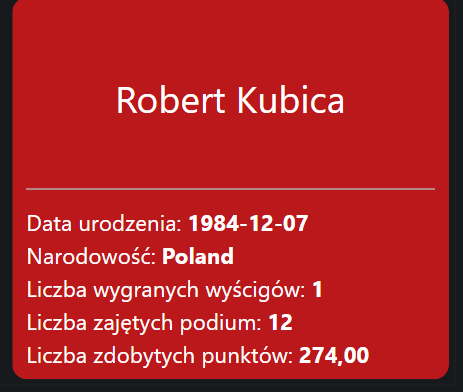 Robert Kubica
Data urodzenia: 1984-12-07
Narodowość: Poland
Liczba wygranych wyścigów: 1
Liczba zajętych podium: 12
Liczba zdobytych punktów: 274,00